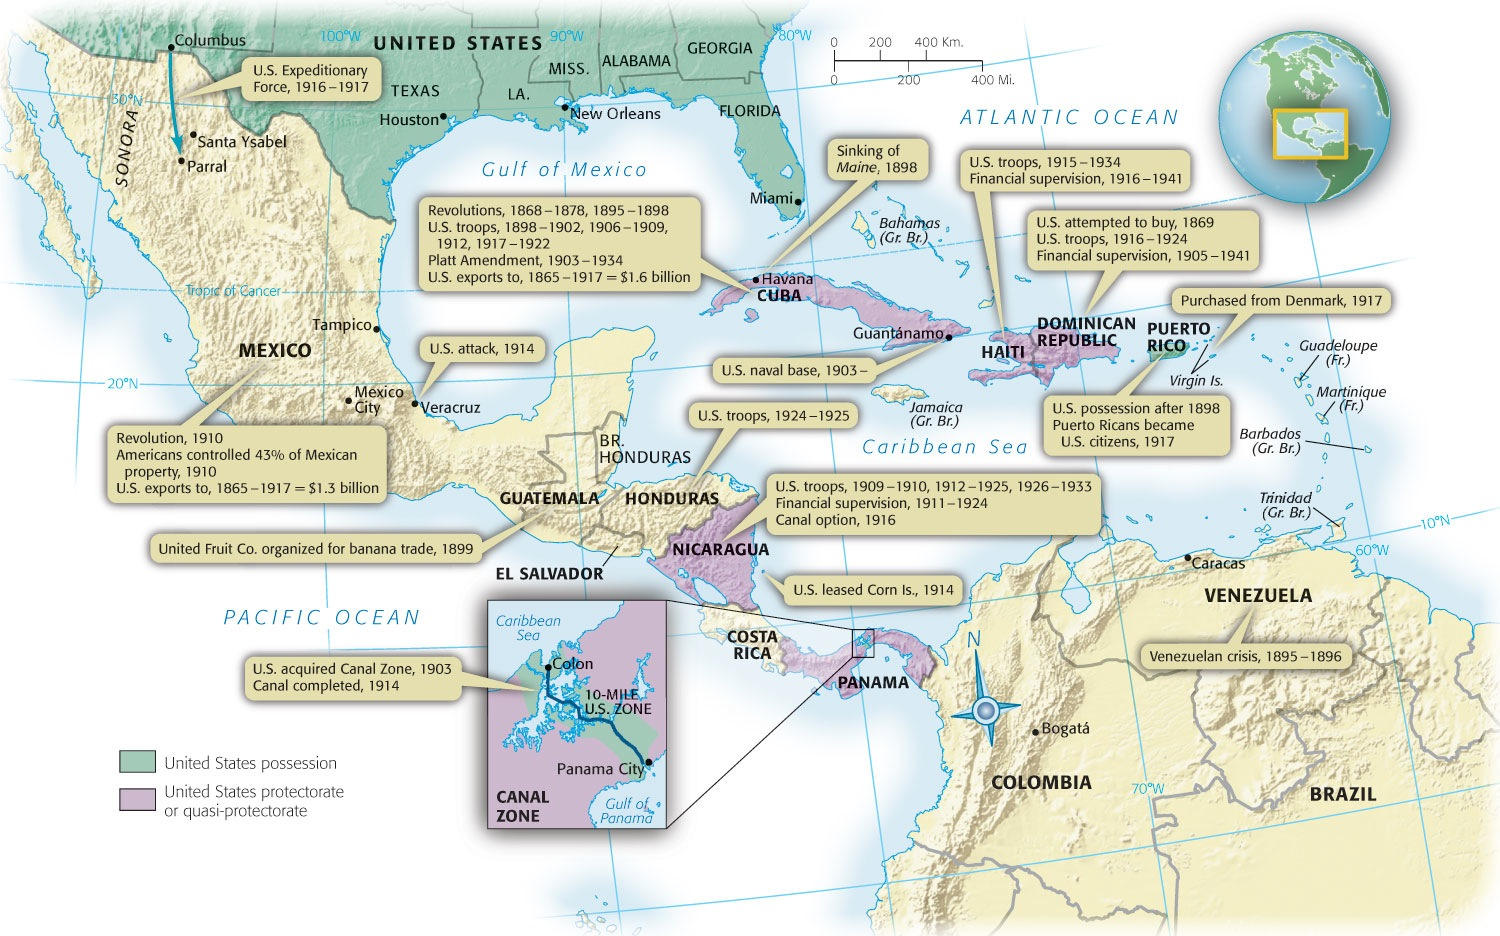 Columbus
100°W
UNITED STATES
90°W
MISS.
ALABAMA
GEORGIA
80°W
0 200 400 Km.
0 200 400 Mi.
U.S. Expeditionary
Force, 1916–1917
TEXAS
LA.
30°N
SONORA
Houston
New Orleans
FLORIDA
ATLANTIC OCEAN
Santa Ysabel
Parral
Gulf of Mexico
Sinking of
Maine, 1898
U.S. troops, 1915–1934
Financial supervision, 1916–1941
Miami
Revolutions, 1868–1878, 1895–1898
U.S. troops, 1898–1902, 1906–1909,
1912, 1917–1922
Platt Amendment, 1903–1934
U.S. exports to, 1865–1917 = $1.6 billion
Bahamas
(Gr. Br.)
U.S. attempted to buy, 1869
U.S. troops, 1916–1924
Financial supervision, 1905–1941
Tropic of Cancer
Havana
CUBA
Purchased from Denmark, 1917
Tampico
MEXICO
U.S. attack, 1914
Guantánamo
HAITI
DOMINICAN
REPUBLIC
PUERTO
RICO
Guadeloupe
(Fr.)
U.S. naval base, 1903–
Virgin Is.
20°N
Mexico
City
Veracruz
Martinique
(Fr.)
Jamaica
(Gr. Br.)
U.S. troops, 1924–1925
U.S. possession after 1898
Puerto Ricans became
U.S. citizens, 1917
Revolution, 1910
Americans controlled 43% of Mexican
property, 1910
U.S. exports to, 1865–1917 = $1.3 billion
BR.
HONDURAS
Caribbean Sea
Barbados
(Gr. Br.)
GUATEMALA
HONDURAS
U.S. troops, 1909–1910, 1912–1925, 1926–1933
Financial supervision, 1911–1924
Canal option, 1916
Trinidad
(Gr. Br.)
10°N
United Fruit Co. organized for banana trade, 1899
NICARAGUA
60°W
EL SALVADOR
Caracas
U.S. leased Corn Is., 1914
VENEZUELA
PACIFIC OCEAN
Caribbean
Sea
COSTA
RICA
N
Venezuelan crisis, 1895–1896
U.S. acquired Canal Zone, 1903
Canal completed, 1914
Colon
10-MILE
U.S. ZONE
PANAMA
Bogatá
United States possession
Panama City
COLOMBIA
70°W
BRAZIL
United States protectorate
or quasi-protectorate
CANAL
ZONE
Gulf of
Panama